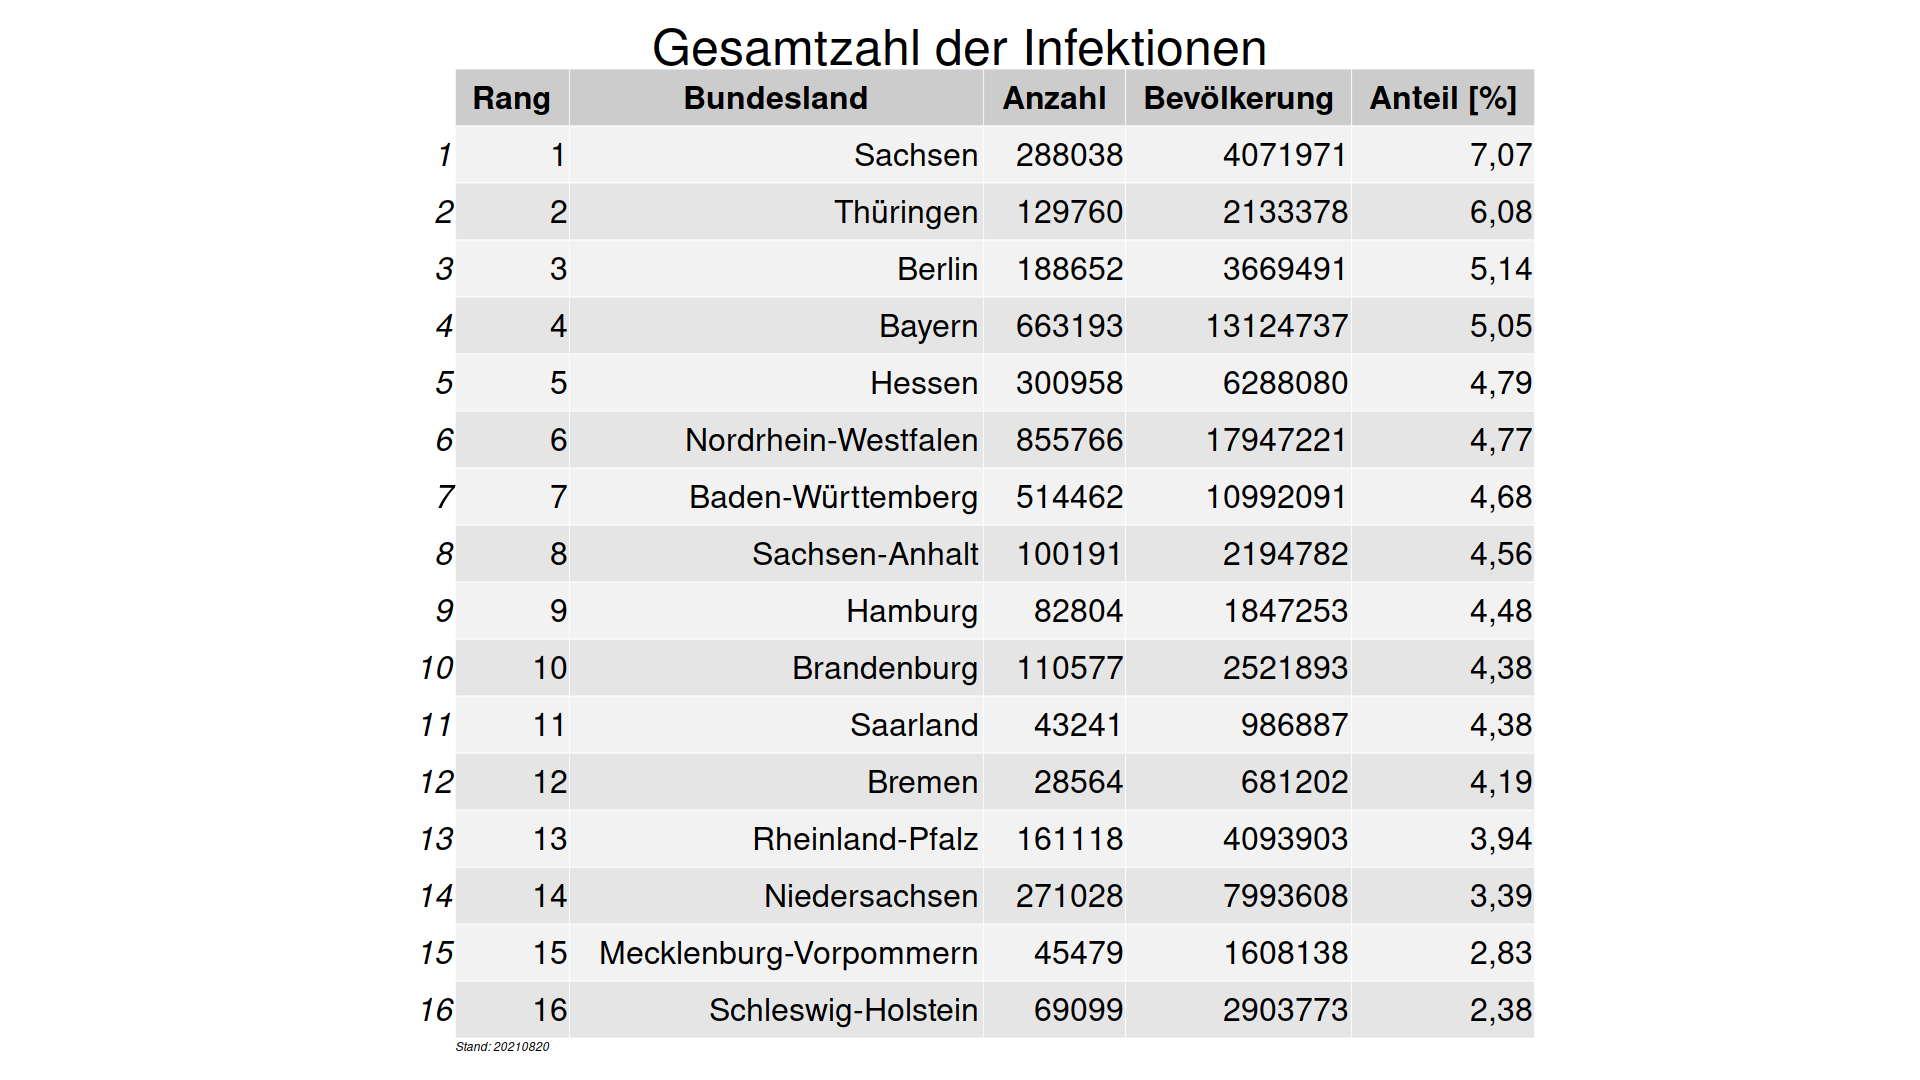 Gesamtzahl der Infektionen
Rang Bundesland Anzahl Bevölkerung Anteil [%]
1 1 Sachsen 288038 4071971 7,07
2 2 Thüringen 129760 2133378 6,08
3 3 Berlin 188652 3669491 5,14
4 4 Bayern 663193 13124737 5,05
5 5 Hessen 300958 6288080 4,79
6 6 Nordrhein-Westfalen 855766 17947221 4,77
7 7 Baden-Württemberg 514462 10992091 4,68
8 8 Sachsen-Anhalt 100191 2194782 4,56
9 9 Hamburg 82804 1847253 4,48
10 10 Brandenburg 110577 2521893 4,38
11 11 Saarland 43241 986887 4,38
12 12 Bremen 28564 681202 4,19
13 13 Rheinland-Pfalz 161118 4093903 3,94
14 14 Niedersachsen 271028 7993608 3,39
15 15 Mecklenburg-Vorpommern 45479 1608138 2,83
16 16 Schleswig-Holstein 69099 2903773 2,38
Stand: 20210820